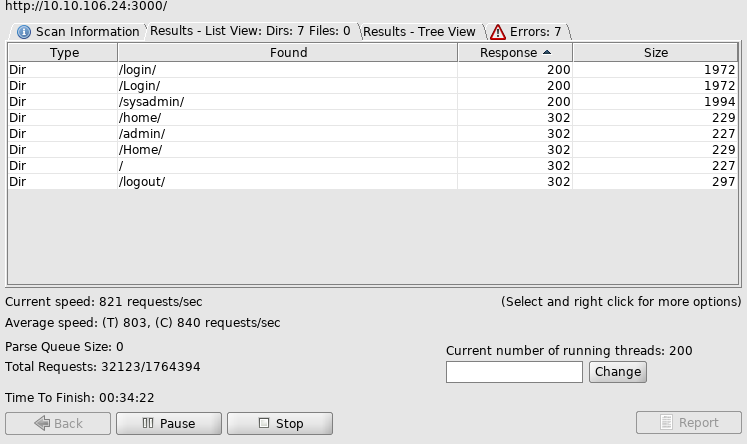 http://10.10.106.24:3000/
Scan Information Results - List View: Dirs: 7 Files: 0 Results - Tree View Errors: 7
Type Found Response Size
Dir /login/ 200 1972
Dir /Login/ 200 1972
Dir /sysadmin/ 200 1994
Dir /home/ 302 229
Dir /admin/ 302 227
Dir /Home/ 302 229
Dir / 302 227
Dir /logout/ 302 297
Current speed: 821 requests/sec (Select and right click for more options)
Average speed: (T) 803, (C) 840 requests/sec
Parse Queue Size: 0
Current number of running threads: 200
Total Requests: 32123/1764394
Change
Time To Finish: 00:34:22
Back Pause Stop Report